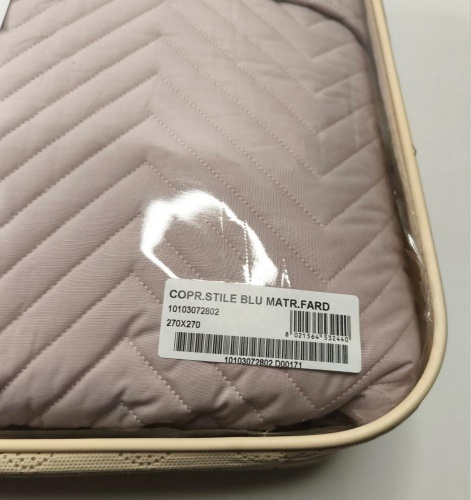 COPR.STILE BLU MATR.FARD
10103072802
270X270
8 021564 532440
10103072802 D00171